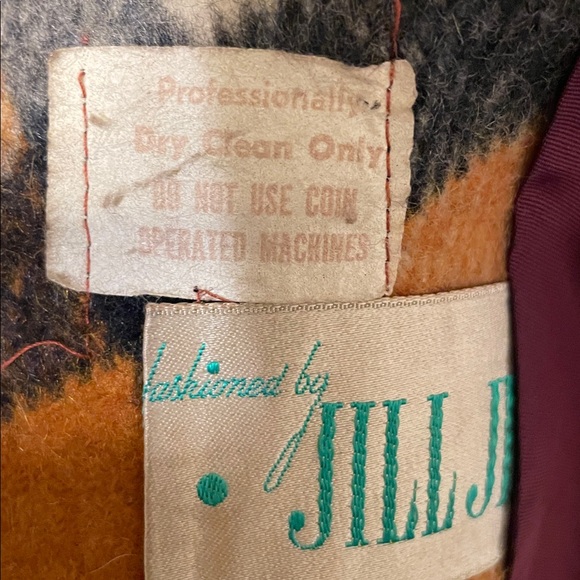 Professionally
Dry Clean Only
DO NOT USE COIN
OPERATED MACHINES
fashioned by
JILL